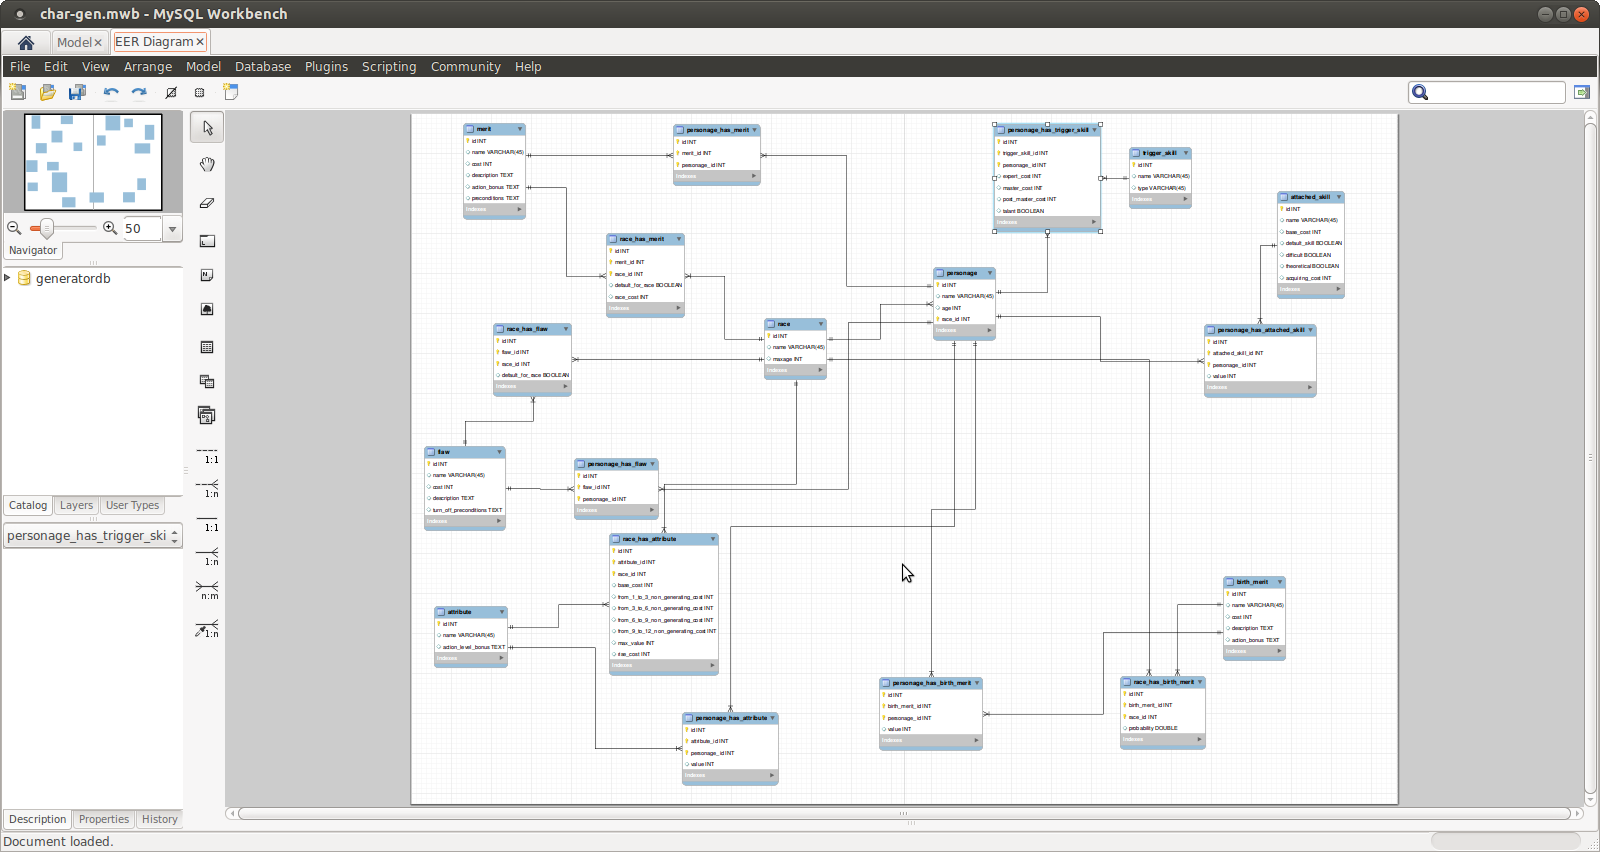 char-gen.mwb - MySQL Workbench
Model
EER Diagram
File Edit View Arrange Model Database Plugins Scripting Community Help
50
Navigator
generatordb
Catalog Layers User Types
personage_has_trigger_ski
Description Properties History
Document loaded.
1:1
1:n
1:1
1:n
n:m
1:n
merit
id INT
name VARCHAR(45)
cost INT
description TEXT
action_bonus TEXT
preconditions TEXT
Indexes
personage_has_merit
id INT
merit_id INT
personage_id INT
Indexes
personage_has_trigger_skill
id INT
trigger_skill_id INT
personage_id INT
expert_cost INT
master_cost INT
post_master_cost INT
talant BOOLEAN
Indexes
trigger_skill
id INT
name VARCHAR(45)
type VARCHAR(45)
Indexes
attached_skill
id INT
name VARCHAR(45)
base_cost INT
default_skill BOOLEAN
difficult BOOLEAN
theoretical BOOLEAN
acquiring_cost INT
Indexes
race_has_merit
id INT
merit_id INT
race_id INT
default_for_race BOOLEAN
race_cost INT
Indexes
personage
id INT
name VARCHAR(45)
age INT
race_id INT
Indexes
race_has_flaw
id INT
flaw_id INT
race_id INT
default_for_race BOOLEAN
Indexes
race
id INT
name VARCHAR(45)
maxage INT
Indexes
personage_has_attached_skill
id INT
attached_skill_id INT
personage_id INT
value INT
Indexes
flaw
id INT
name VARCHAR(45)
cost INT
description TEXT
turn_off_preconditions TEXT
Indexes
personage_has_flaw
id INT
flaw_id INT
personage_id INT
Indexes
race_has_attribute
id INT
attribute_id INT
race_id INT
base_cost INT
from_1_to_3_non_generating_cost INT
from_3_to_6_non_generating_cost INT
from_6_to_9_non_generating_cost INT
from_9_to_12_non_generating_cost INT
max_value INT
Indexes
attribute
id INT
name VARCHAR(45)
action_level_bonus TEXT
Indexes
birth_merit
id INT
name VARCHAR(45)
cost INT
description TEXT
action_bonus TEXT
Indexes
personage_has_birth_merit
id INT
birth_merit_id INT
personage_id INT
value INT
Indexes
race_has_birth_merit
id INT
birth_merit_id INT
race_id INT
probability DOUBLE
Indexes
personage_has_attribute
id INT
attribute_id INT
personage_id INT
value INT
Indexes